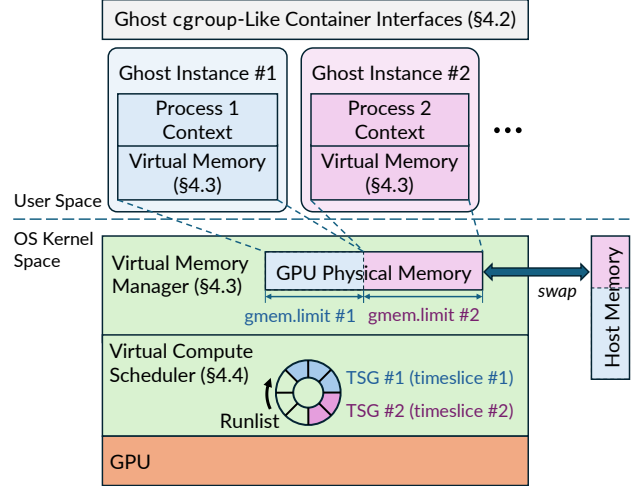 Ghost cgroup-Like Container Interfaces (§4.2)
Ghost Instance #1
Process 1
Context
Virtual Memory
(§4.3)
Ghost Instance #2
Process 2
Context
Virtual Memory
(§4.3)
...
User Space
OS Kernel
Space
Virtual Memory
Manager (§4.3)
GPU Physical Memory
gmem.limit #1
gmem.limit #2
swap
Host Memory
Virtual Compute
Scheduler (§4.4)
Runlist
TSG #1 (timeslice #1)
TSG #2 (timeslice #2)
GPU